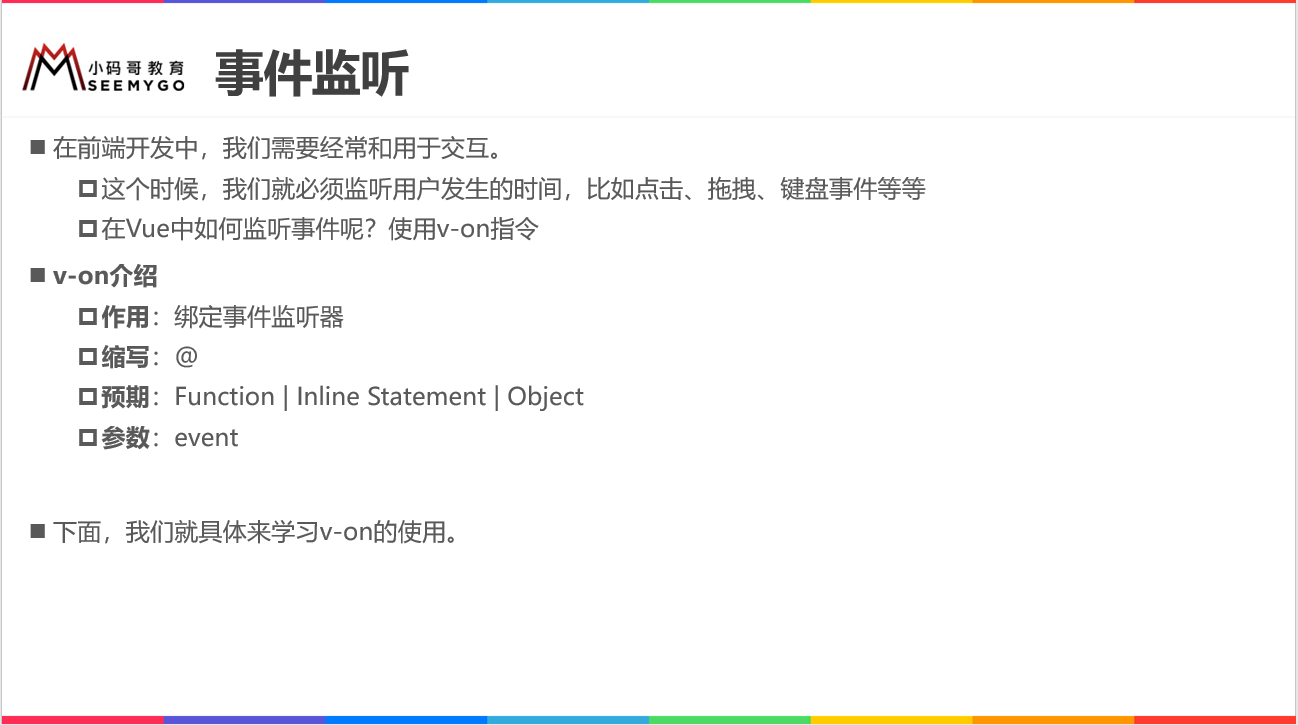 小码哥教育
SEEMYGO
事件监听
在前端开发中，我们需要经常和用于交互。
这个时候，我们就必须监听用户发生的时间，比如点击、拖拽、键盘事件等等
在Vue中如何监听事件呢？使用v-on指令
v-on介绍
作用：绑定事件监听器
缩写：@
预期：Function | Inline Statement | Object
参数：event
下面，我们就具体来学习v-on的使用。